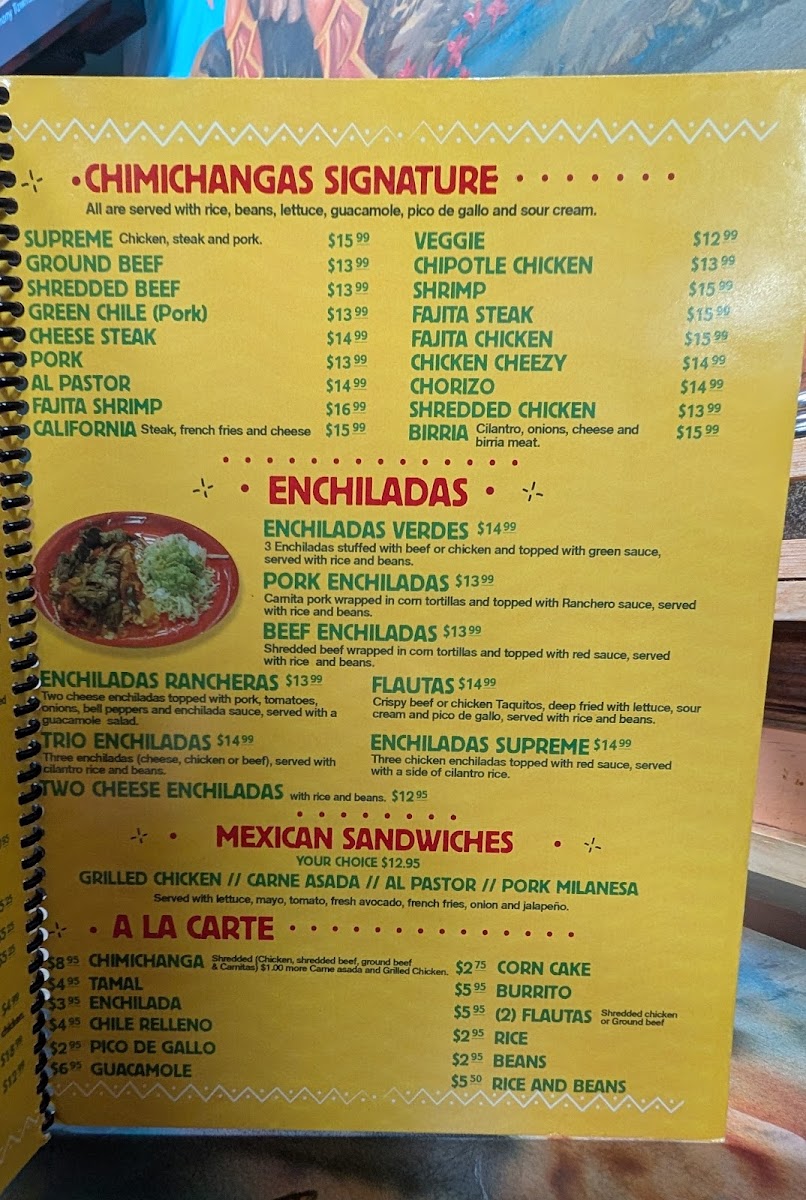 CHIMICHANGAS SIGNATURE
All are served with rice, beans, lettuce, guacamole, pico de gallo and sour cream.
SUPREME Chicken, steak and pork. $15.99
GROUND BEEF $13.99
SHREDDED BEEF $13.99
GREEN CHILE (Pork) $13.99
CHEESE STEAK $14.99
PORK $13.99
AL PASTOR $14.99
FAJITA SHRIMP $16.99
CALIFORNIA Steak, french fries and cheese $15.99
VEGGIE $12.99
CHIPOTLE CHICKEN $13.99
SHRIMP $15.99
FAJITA STEAK $15.99
FAJITA CHICKEN $15.99
CHICKEN CHEEZY $14.99
CHORIZO $14.99
SHREDDED CHICKEN $13.99
BIRRIA Cilantro, onions, cheese and $15.99
birria meat.
ENCHILADAS
ENCHILADAS VERDES $14.99
3 Enchiladas stuffed with beef or chicken and topped with green sauce,
served with rice and beans.
PORK ENCHILADAS $13.99
Carnita pork wrapped in corn tortillas and topped with Ranchero sauce, served
with rice and beans.
BEEF ENCHILADAS $13.99
Shredded beef wrapped in corn tortillas and topped with red sauce, served
with rice and beans.
ENCHILADAS RANCHERAS $13.99
Two cheese enchiladas topped with pork, tomatoes,
onions, bell peppers and enchilada sauce, served with a
guacamole salad.
FLAUTAS $14.99
Crispy beef or chicken Taquitos, deep fried with lettuce, sour
cream and pico de gallo, served with rice and beans.
TRIO ENCHILADAS $14.99
Three enchiladas (cheese, chicken or beef), served with
cilantro rice and beans.
ENCHILADAS SUPREME $14.99
Three chicken enchiladas topped with red sauce, served
with a side of cilantro rice.
TWO CHEESE ENCHILADAS with rice and beans. $12.95
MEXICAN SANDWICHES
YOUR CHOICE $12.95
GRILLED CHICKEN // CARNE ASADA // AL PASTOR // PORK MILANESA
Served with lettuce, mayo, tomato, fresh avocado, french fries, onion and jalapeño.
A LA CARTE
$8.95 CHIMICHANGA Shredded (Chicken, shredded beef, ground beef
& Carnitas) $1.00 more Carne asada and Grilled Chicken.
$4.95 TAMAL
$3.95 ENCHILADA
$4.95 CHILE RELLENO
$2.95 PICO DE GALLO
$6.95 GUACAMOLE
$2.75 CORN CAKE
$5.95 BURRITO
$5.95 (2) FLAUTAS Shredded chicken
or Ground beef
$2.95 RICE
$2.95 BEANS
$5.50 RICE AND BEANS